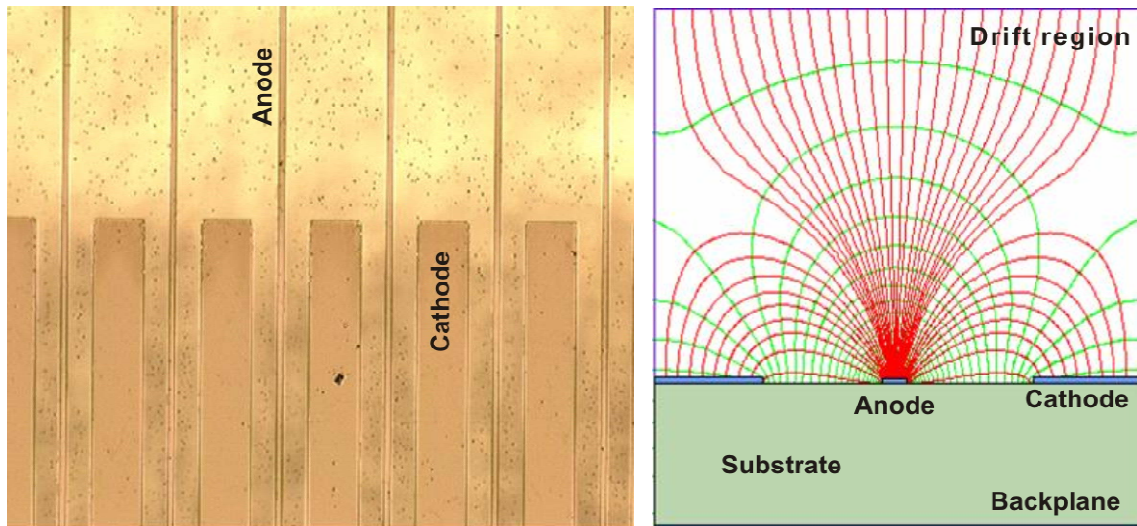 Anode
Cathode
Drift region
Anode
Cathode
Substrate
Backplane